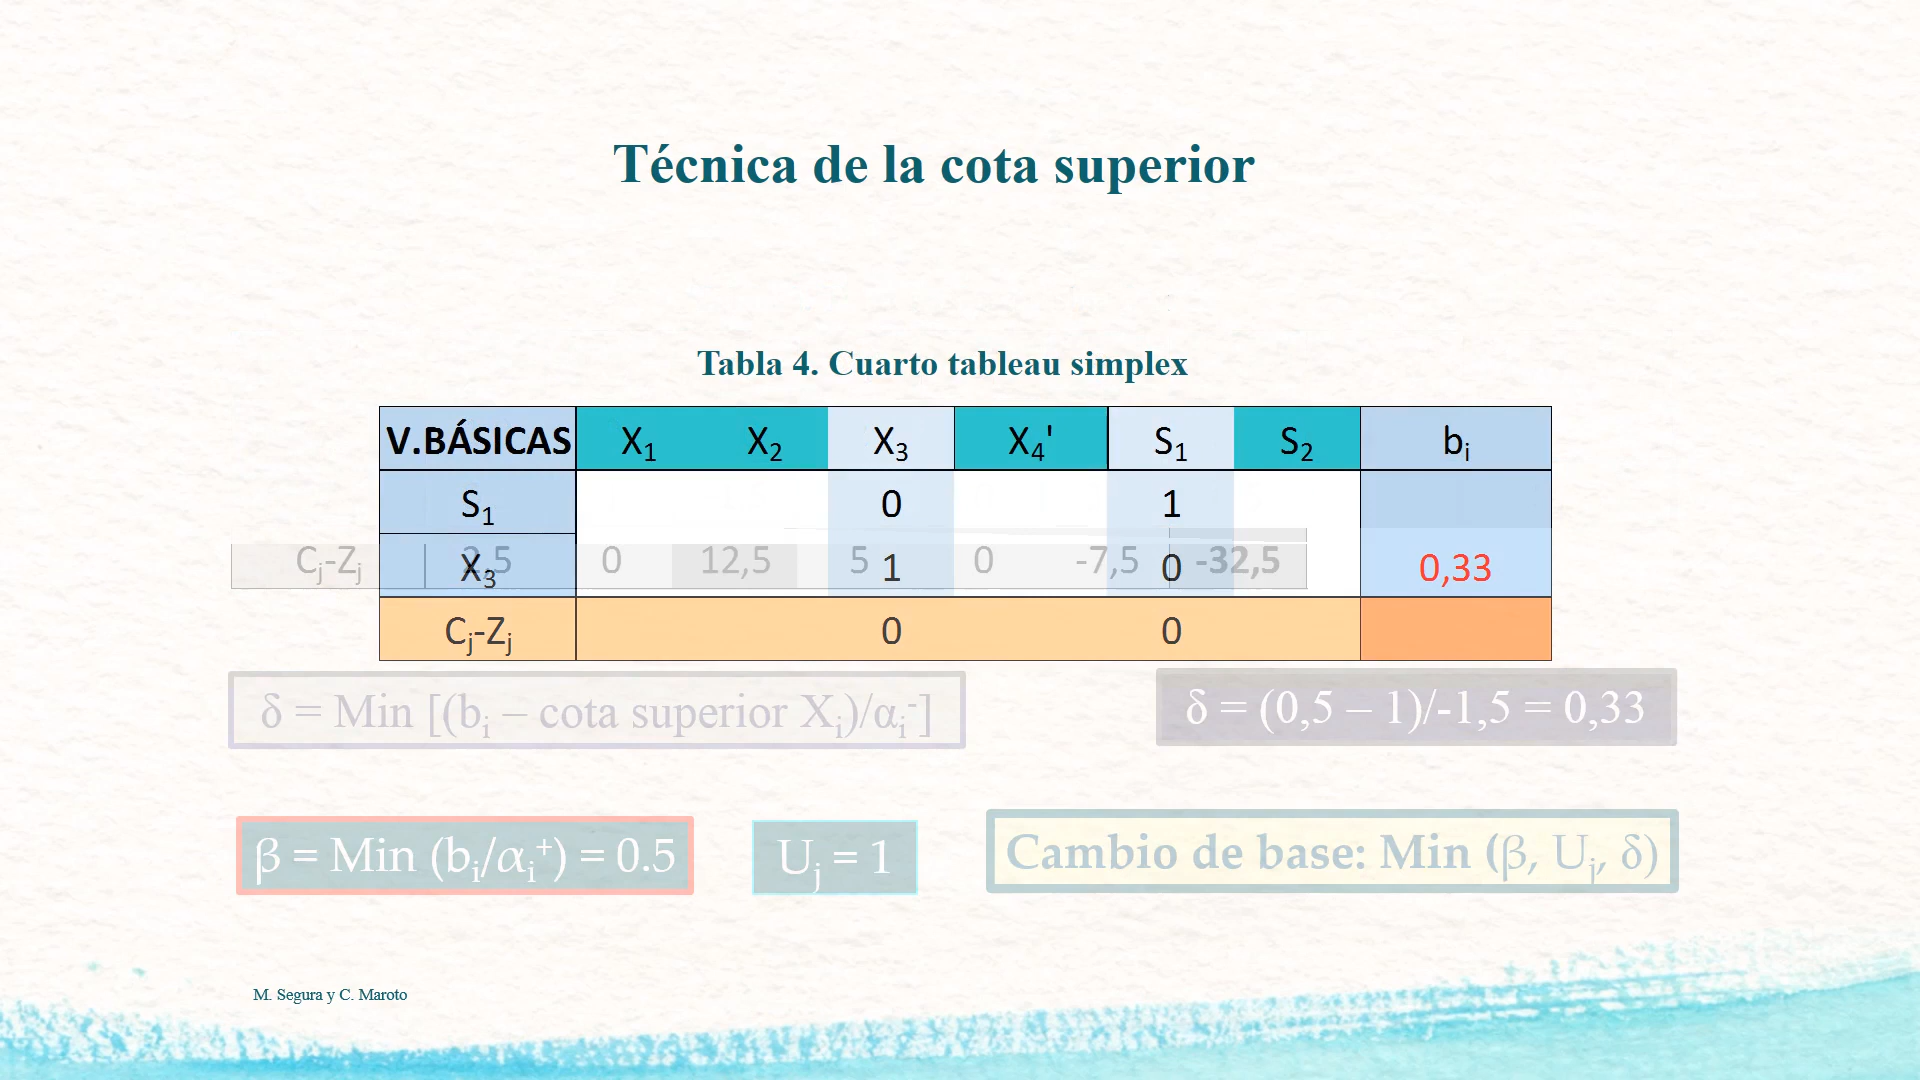 Técnica de la cota superior
Tabla 4. Cuarto tableau simplex
V.BÁSICAS X₁ X₂ X₃ X₄' S₁ S₂ bᵢ
S₁ 0 1
X₃ 1 0 0,33
Cⱼ-Zⱼ 2,5 0 12,5 5 0 -7,5 -32,5
Cⱼ-Zⱼ 0 0
δ = Min [(bᵢ – cota superior Xᵢ)/αᵢ⁻]
δ = (0,5 – 1)/-1,5 = 0,33
β = Min (bᵢ/αᵢ⁺) = 0.5
Uⱼ = 1
Cambio de base: Min (β, Uⱼ, δ)
M. Segura y C. Maroto